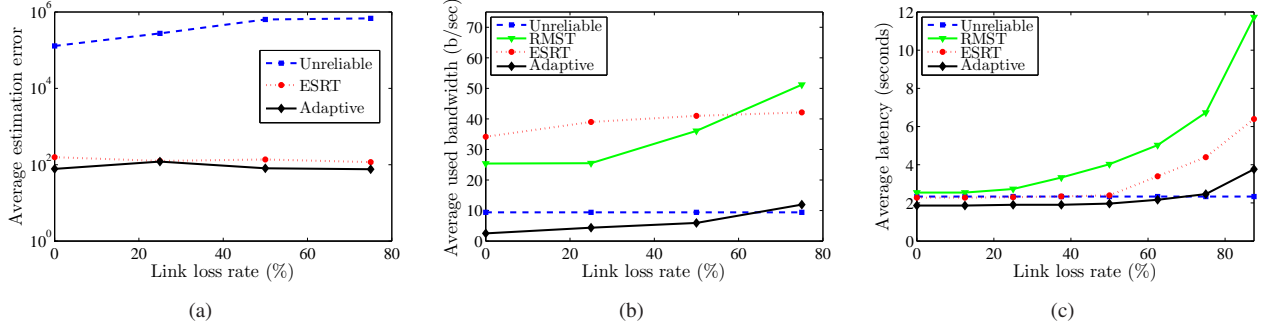 Average estimation error
10^6
10^4
10^2
10^0
0 20 40 60 80
Link loss rate (%)
Unreliable
ESRT
Adaptive
(a)
Average used bandwidth (b/sec)
70
60
50
40
30
20
10
0
0 20 40 60 80
Link loss rate (%)
Unreliable
RMST
ESRT
Adaptive
(b)
Average latency (seconds)
12
10
8
6
4
2
0
0 20 40 60 80
Link loss rate (%)
Unreliable
RMST
ESRT
Adaptive
(c)